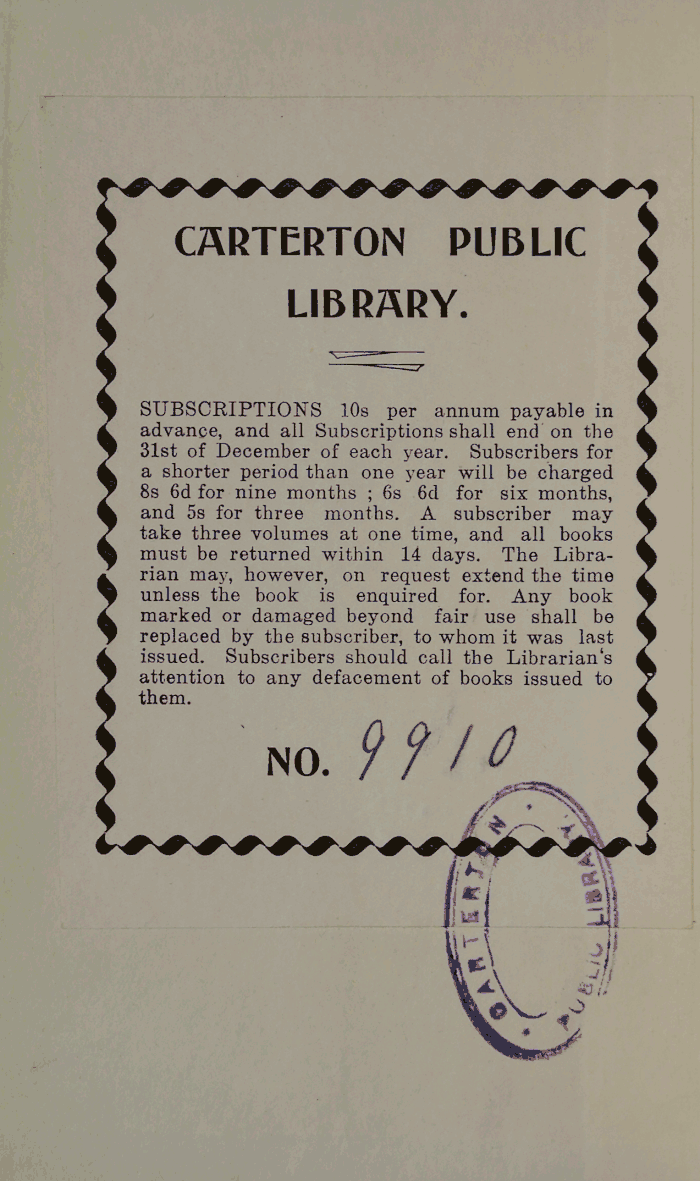 CARTERTON PUBLIC
LIBRARY.
SUBSCRIPTIONS 10s per annum payable in
advance, and all Subscriptions shall end on the
31st of December of each year. Subscribers for
a shorter period than one year will be charged
8s 6d for nine months ; 6s 6d for six months,
and 5s for three months. A subscriber may
take three volumes at one time, and all books
must be returned within 14 days. The Libra-
rian may, however, on request extend the time
unless the book is enquired for. Any book
marked or damaged beyond fair use shall be
replaced by the subscriber, to whom it was last
issued. Subscribers should call the Librarian's
attention to any defacement of books issued to
them.
NO. 9910
CARTERTON
PUBLIC LIBRARY